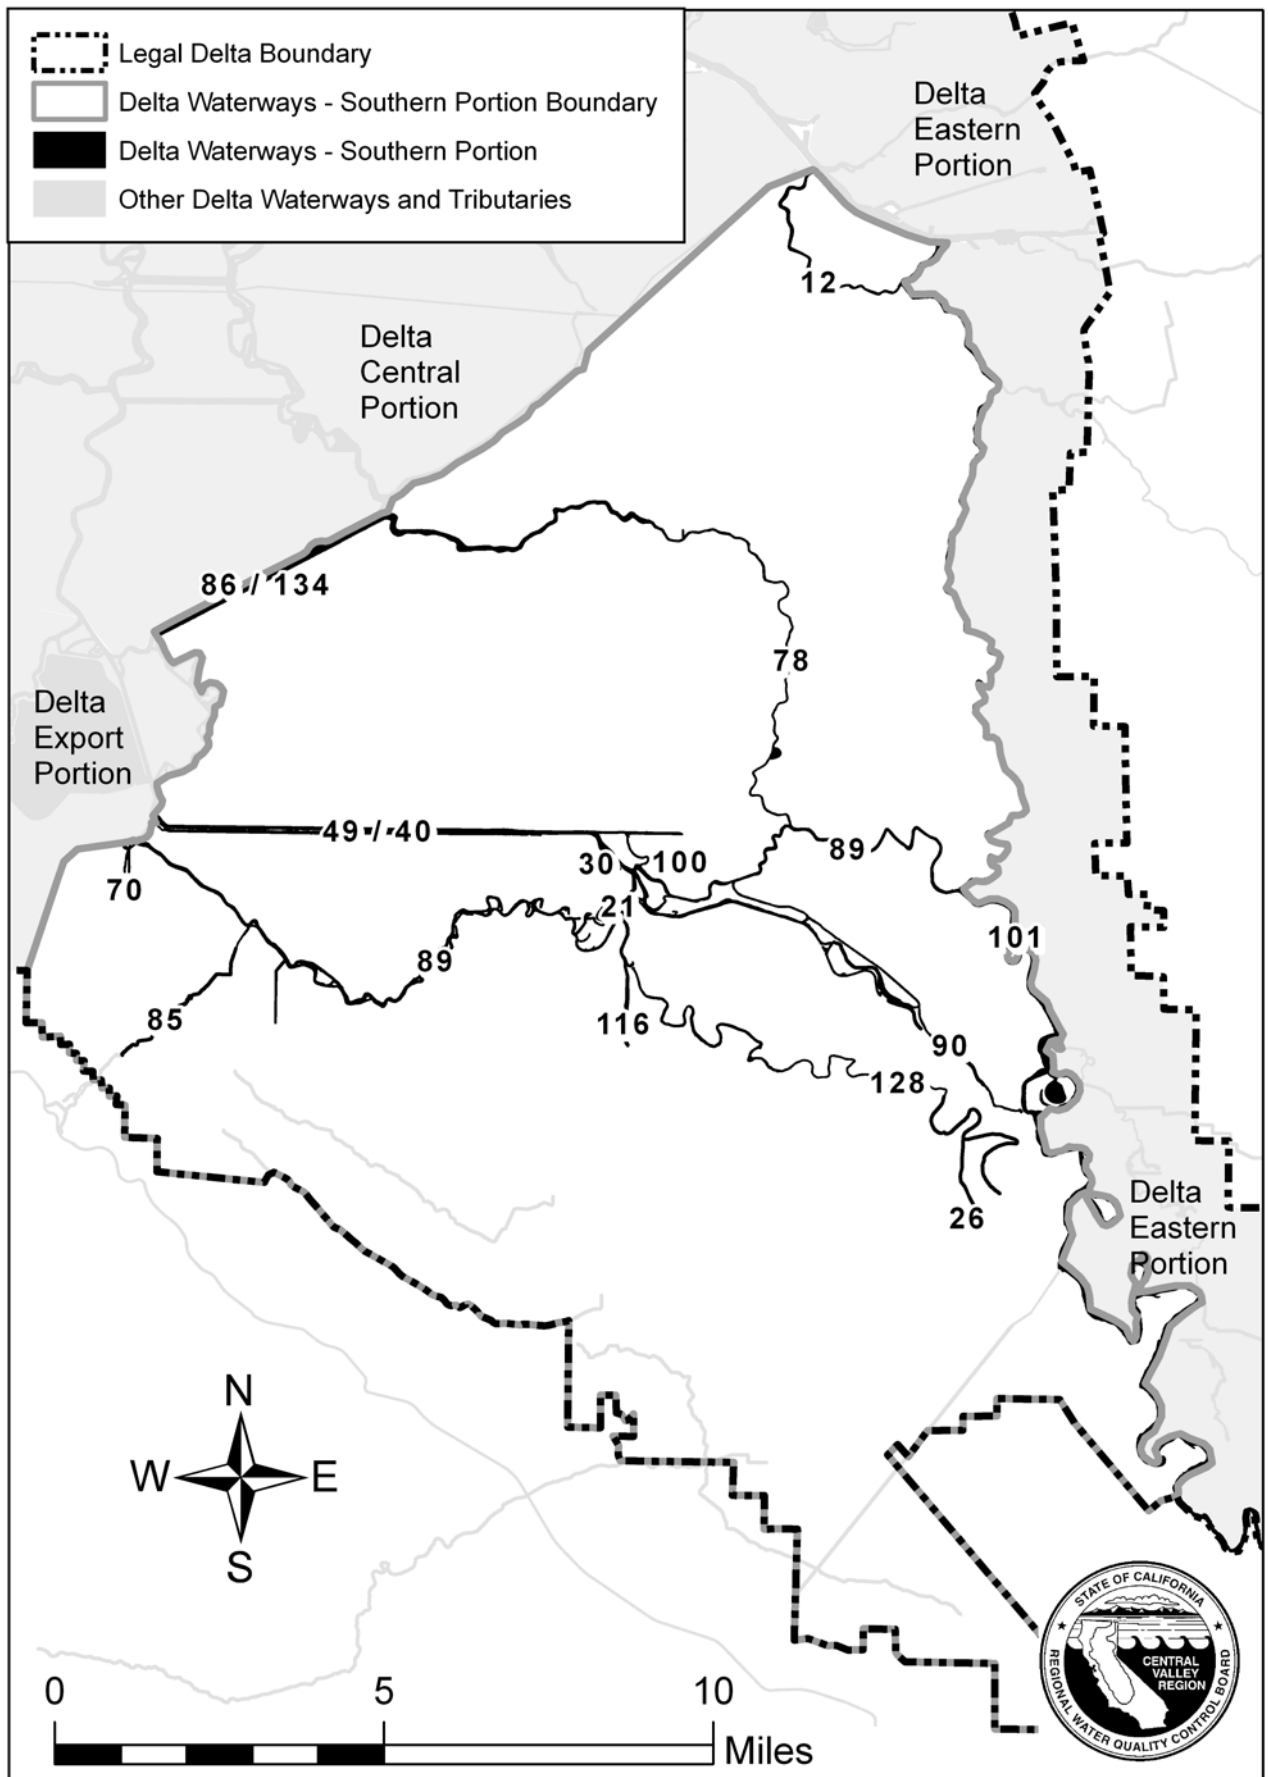 Legal Delta Boundary
Delta Waterways - Southern Portion Boundary
Delta Waterways - Southern Portion
Other Delta Waterways and Tributaries
Delta
Eastern
Portion
12
Delta
Central
Portion
86 / 134
78
Delta
Export
Portion
49 / 40
89
30
100
70
21
101
89
85
116
90
128
26
Delta
Eastern
Portion
N
W
E
S
STATE OF CALIFORNIA
CENTRAL
VALLEY
REGION
REGIONAL WATER QUALITY CONTROL BOARD
0
5
10
Miles